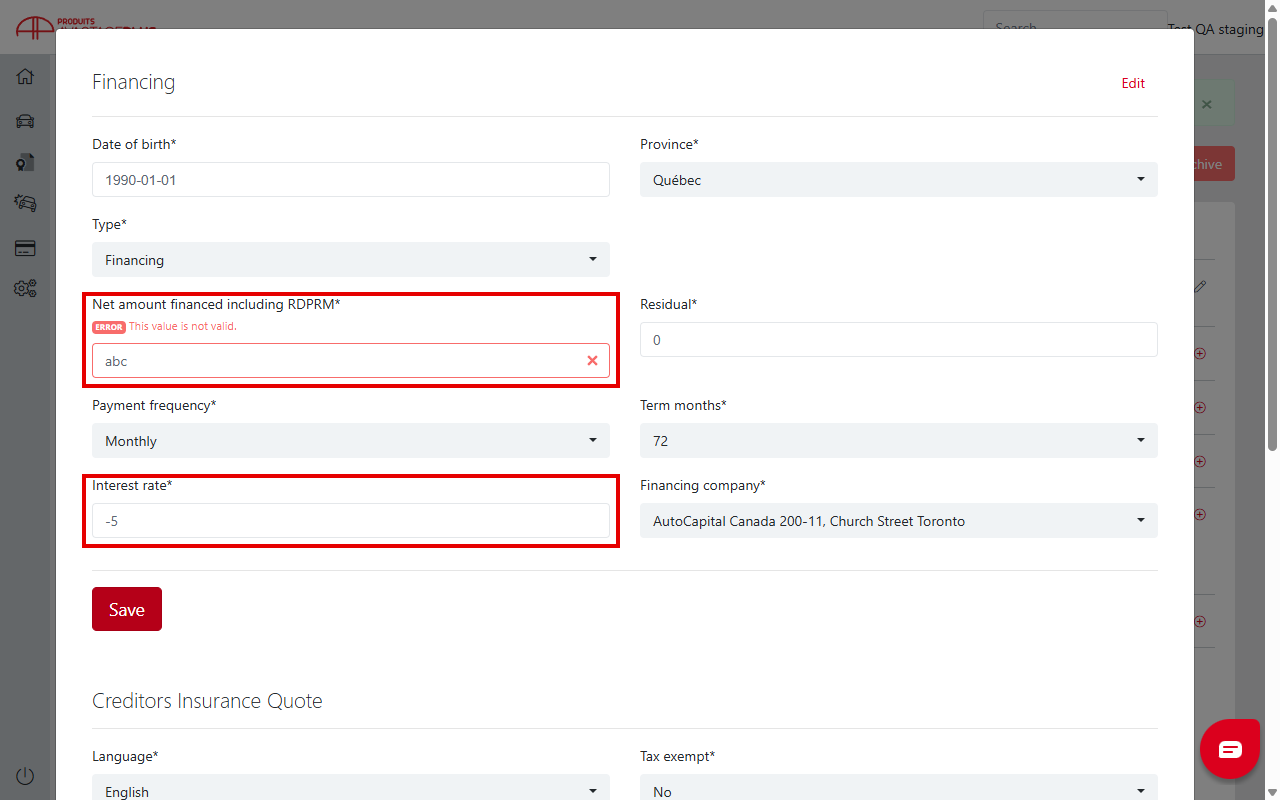 PRODUITS
Search
Test QA staging
Financing
Edit
Date of birth*
Province*
1990-01-01
Québec
Type*
Financing
Net amount financed including RDPRM*
Residual*
ERROR This value is not valid.
abc
0
Payment frequency*
Term months*
Monthly
72
Interest rate*
Financing company*
-5
AutoCapital Canada 200-11, Church Street Toronto
Save
Creditors Insurance Quote
Language*
Tax exempt*
English
No